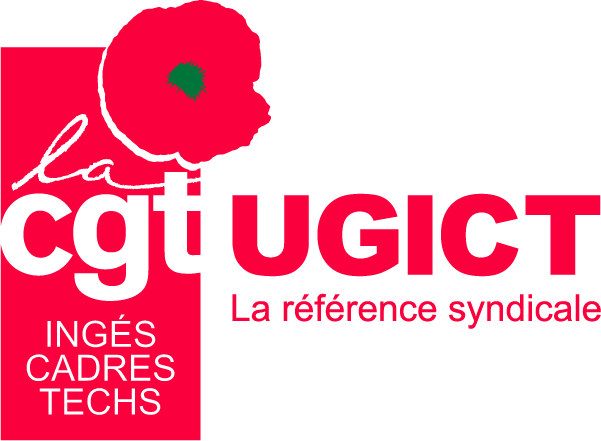 la
cgt
INGÉS
CADRES
TECHS
UGICT
La référence syndicale